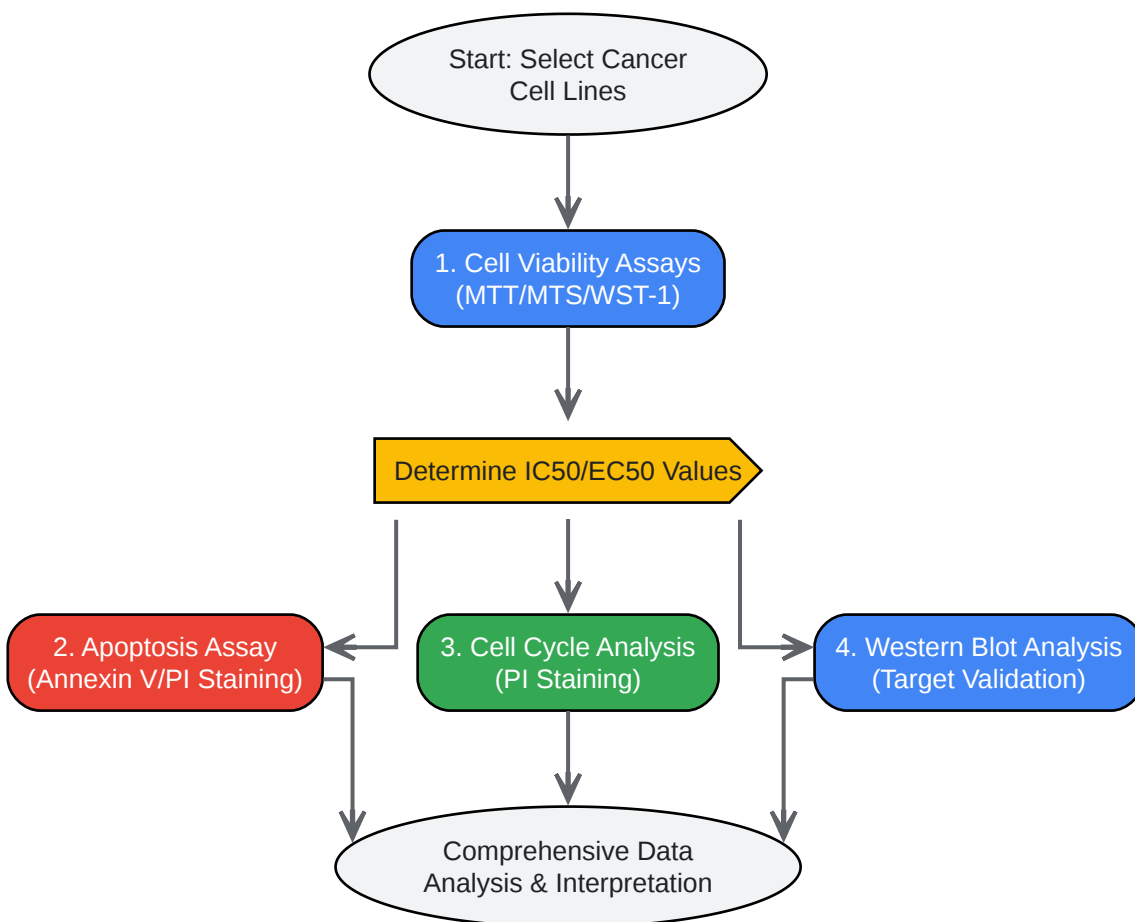 Start: Select Cancer
Cell Lines
1. Cell Viability Assays
(MTT/MTS/WST-1)
Determine IC50/EC50 Values
2. Apoptosis Assay
(Annexin V/PI Staining)
3. Cell Cycle Analysis
(PI Staining)
4. Western Blot Analysis
(Target Validation)
Comprehensive Data
Analysis & Interpretation